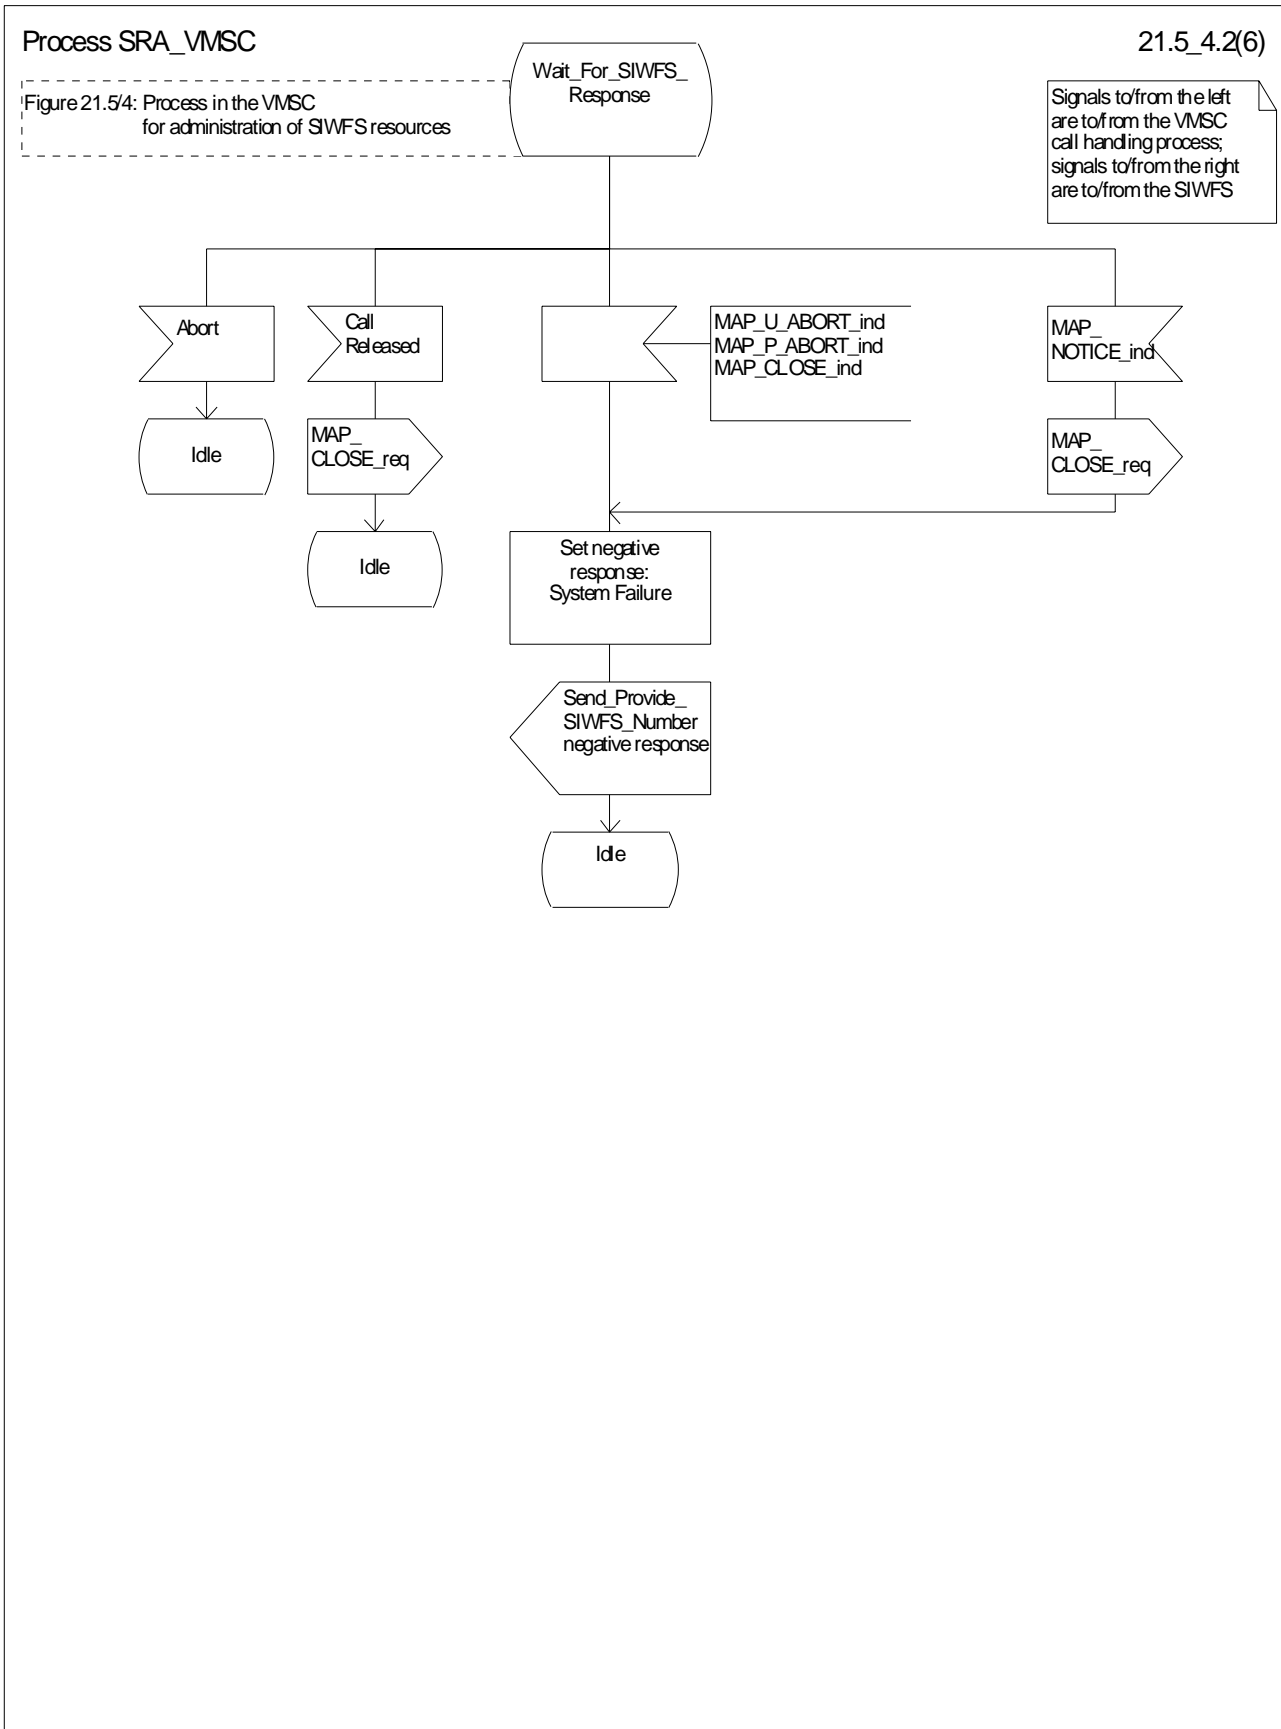 Process SRA_VMSC
21.5_4.2(6)
Figure 21.5/4: Process in the VMSC
for administration of SIWFS resources
Wait_For_SIWFS_
Response
Signals to/from the left
are to/from the VMSC
call handling process;
signals to/from the right
are to/from the SIWFS
Abort
Call
Released
MAP_U_ABORT_ind
MAP_P_ABORT_ind
MAP_CLOSE_ind
MAP_
NOTICE_ind
Idle
MAP_
CLOSE_req
MAP_
CLOSE_req
Idle
Set negative
response:
System Failure
Send_Provide_
SIWFS_Number
negative response
Idle